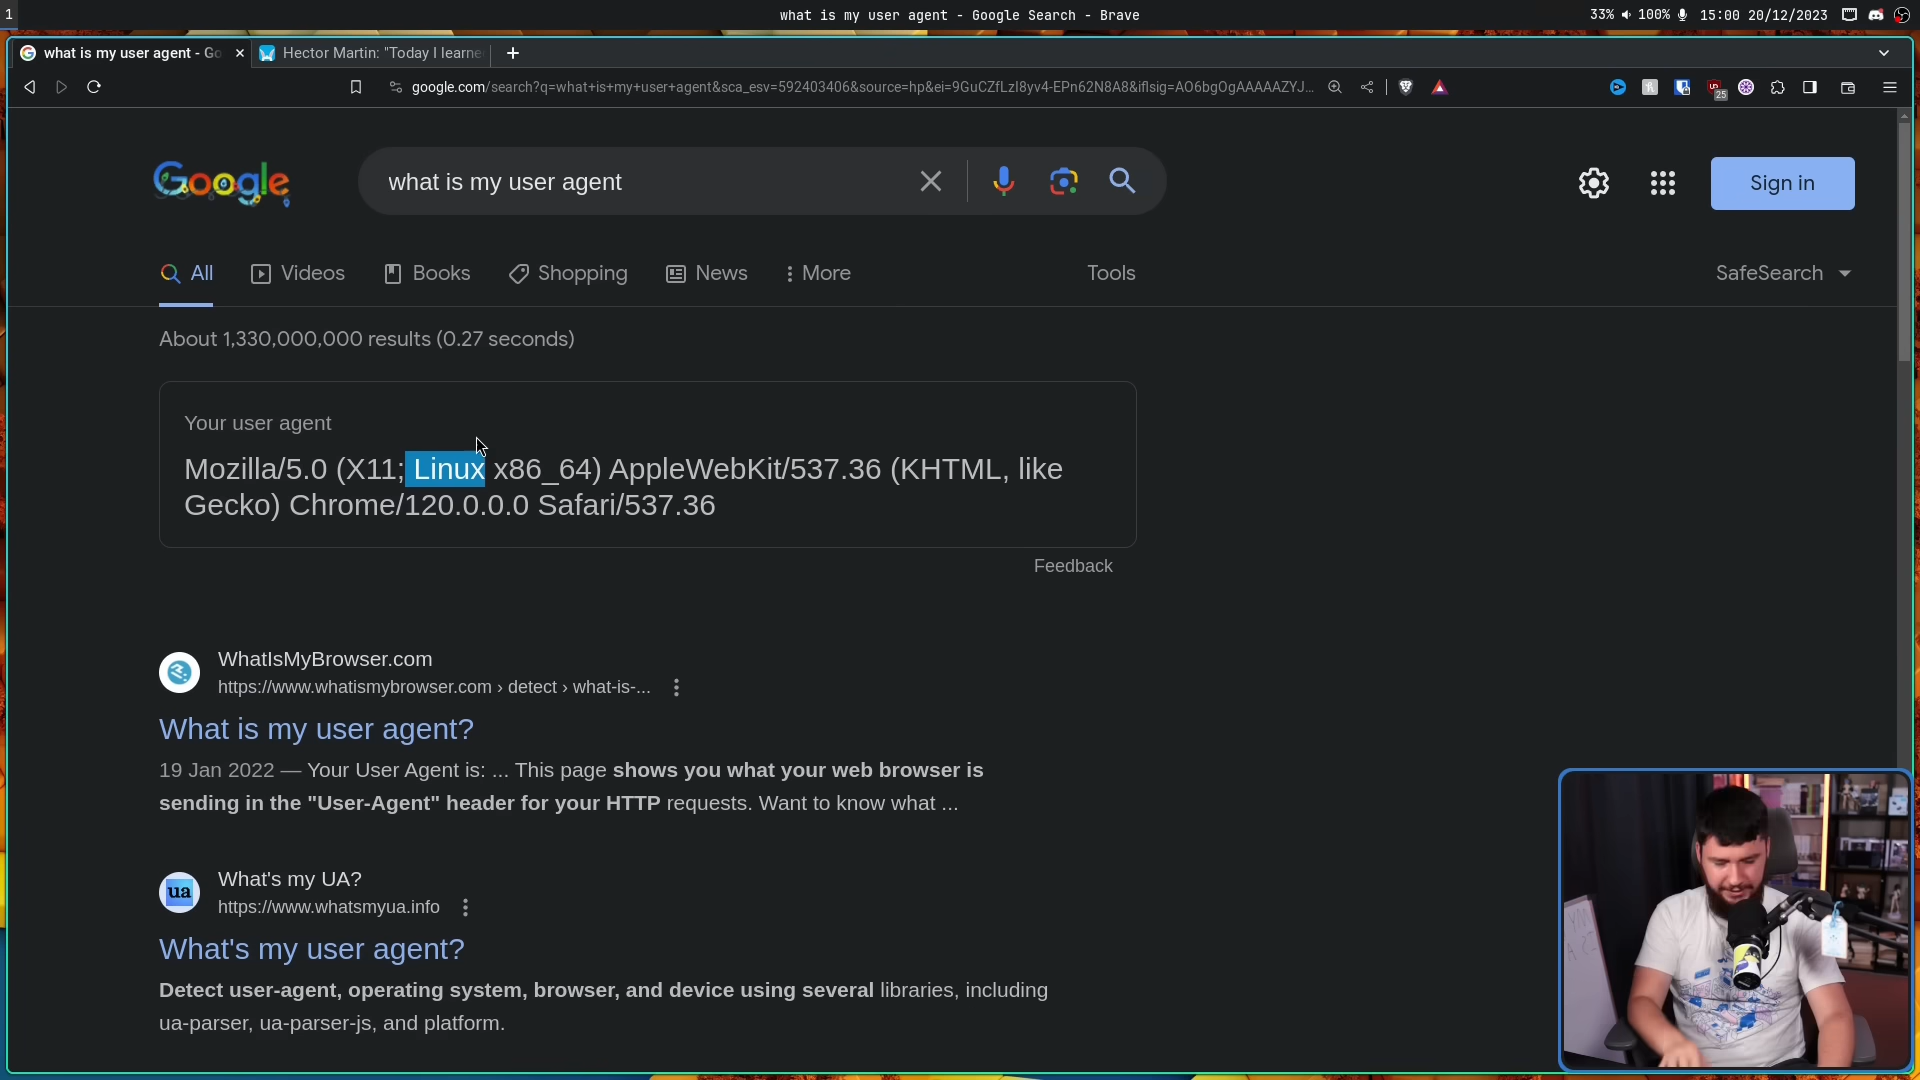 1
what is my user agent - Google Search - Brave
33% 100% 15:00 20/12/2023
what is my user agent - Go
Hector Martin: "Today I learne
google.com/search?q=what+is+my+user+agent&sca_esv=592403406&source=hp&ei=9GuCZfLzI8yv4-EPn62N8A8&iflsig=AO6bgOgAAAAAZYJ...
25
Google
what is my user agent
Sign in
All
Videos
Books
Shopping
News
More
Tools
SafeSearch
About 1,330,000,000 results (0.27 seconds)
Your user agent
Mozilla/5.0 (X11; Linux x86_64) AppleWebKit/537.36 (KHTML, like
Gecko) Chrome/120.0.0.0 Safari/537.36
Feedback
WhatIsMyBrowser.com
https://www.whatismybrowser.com › detect › what-is-...
What is my user agent?
19 Jan 2022 — Your User Agent is: ... This page shows you what your web browser is
sending in the "User-Agent" header for your HTTP requests. Want to know what ...
ua
What's my UA?
https://www.whatsmyua.info
What's my user agent?
Detect user-agent, operating system, browser, and device using several libraries, including
ua-parser, ua-parser-js, and platform.